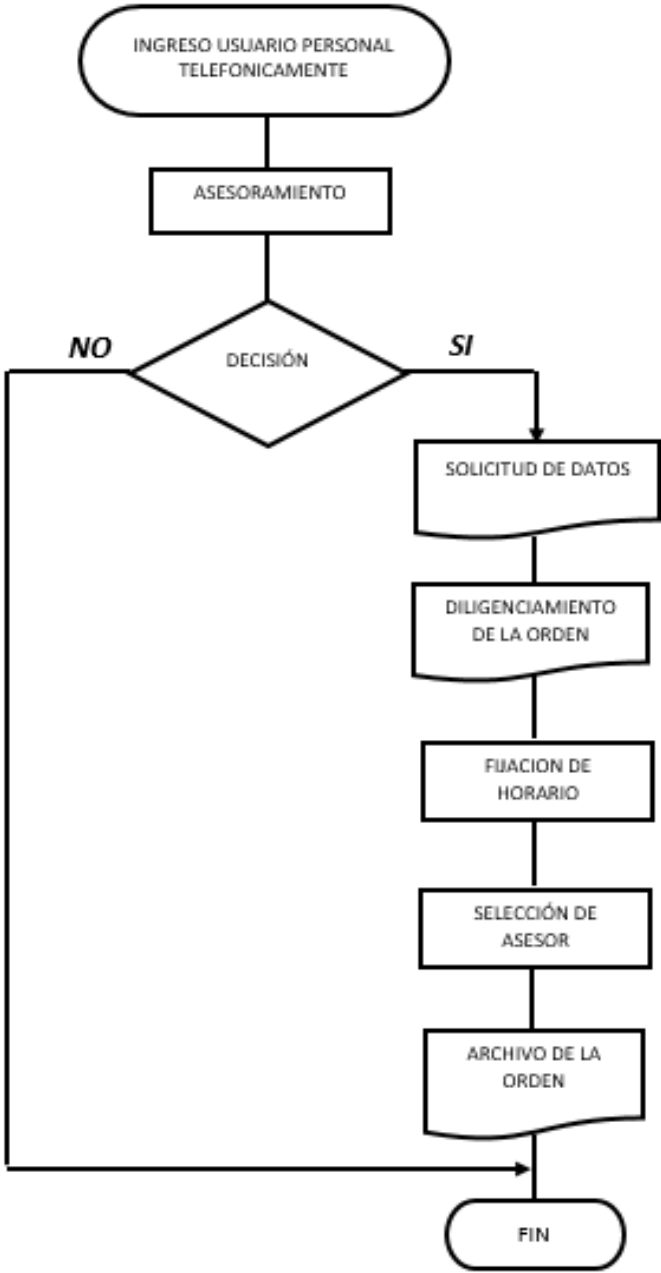 INGRESO USUARIO PERSONAL
TELEFONICAMENTE
ASESORAMIENTO
NO
DECISIÓN
SI
SOLICITUD DE DATOS
DILIGENCIAMIENTO
DE LA ORDEN
FIJACION DE
HORARIO
SELECCIÓN DE
ASESOR
ARCHIVO DE LA
ORDEN
FIN